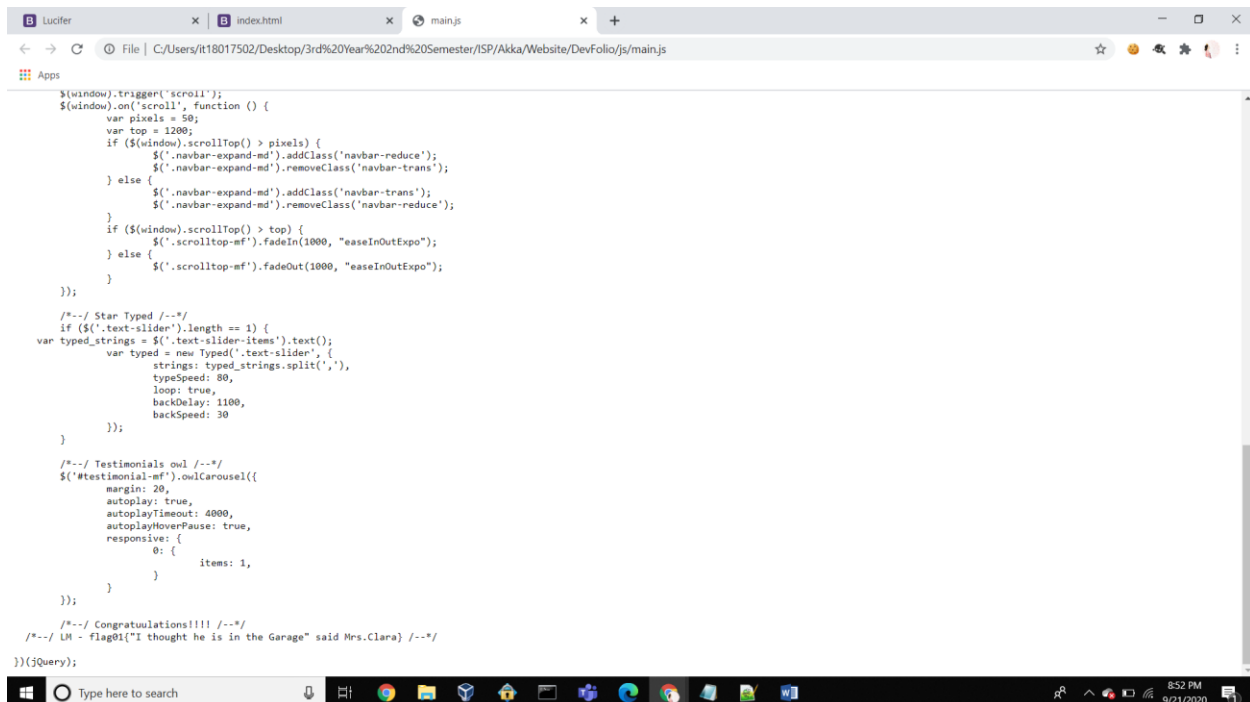 Lucifer
index.html
main.js
File | C:/Users/it18017502/Desktop/3rd%20Year%202nd%20Semester/ISP/Akka/Website/DevFolio/js/main.js
Apps
$(window).trigger('scroll');
$(window).on('scroll', function () {
var pixels = 50;
var top = 1200;
if ($(window).scrollTop() > pixels) {
$('.navbar-expand-md').addClass('navbar-reduce');
$('.navbar-expand-md').removeClass('navbar-trans');
} else {
$('.navbar-expand-md').addClass('navbar-trans');
$('.navbar-expand-md').removeClass('navbar-reduce');
}
if ($(window).scrollTop() > top) {
$('.scrolltop-mf').fadeIn(1000, "easeInOutExpo");
} else {
$('.scrolltop-mf').fadeOut(1000, "easeInOutExpo");
}
});
/*--/ Star Typed /--*/
if ($('.text-slider').length == 1) {
var typed_strings = $('.text-slider-items').text();
var typed = new Typed('.text-slider', {
strings: typed_strings.split(','),
typeSpeed: 80,
loop: true,
backDelay: 1100,
backSpeed: 30
});
}
/*--/ Testimonials owl /--*/
$('#testimonial-mf').owlCarousel({
margin: 20,
autoplay: true,
autoplayTimeout: 4000,
autoplayHoverPause: true,
responsive: {
0: {
items: 1,
}
}
});
/*--/ Congratuulations!!!! /--*/
/*--/ LM - flag01{"I thought he is in the Garage" said Mrs.Clara} /--*/
})(jQuery);
Type here to search
8:52 PM
9/21/2020